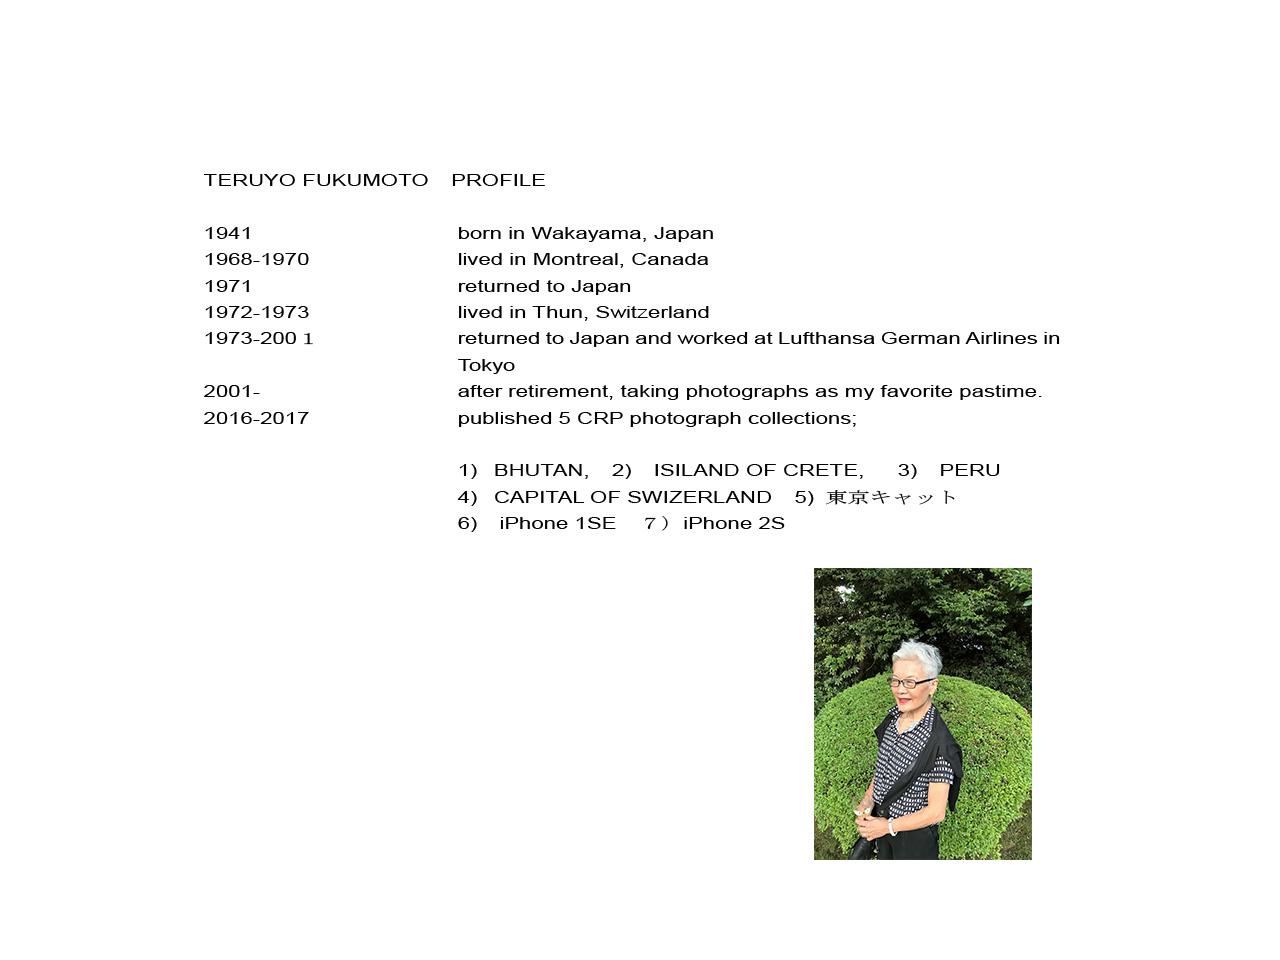 TERUYO FUKUMOTO　PROFILE
1941 born in Wakayama, Japan
1968-1970 lived in Montreal, Canada
1971 returned to Japan
1972-1973 lived in Thun, Switzerland
1973-200１ returned to Japan and worked at Lufthansa German Airlines in
Tokyo
2001- after retirement, taking photographs as my favorite pastime.
2016-2017 published 5 CRP photograph collections;
1) BHUTAN,　2)　ISILAND OF CRETE,　3)　PERU
4) CAPITAL OF SWIZERLAND　5) 東京キャット
6)　iPhone 1SE　７）iPhone 2S